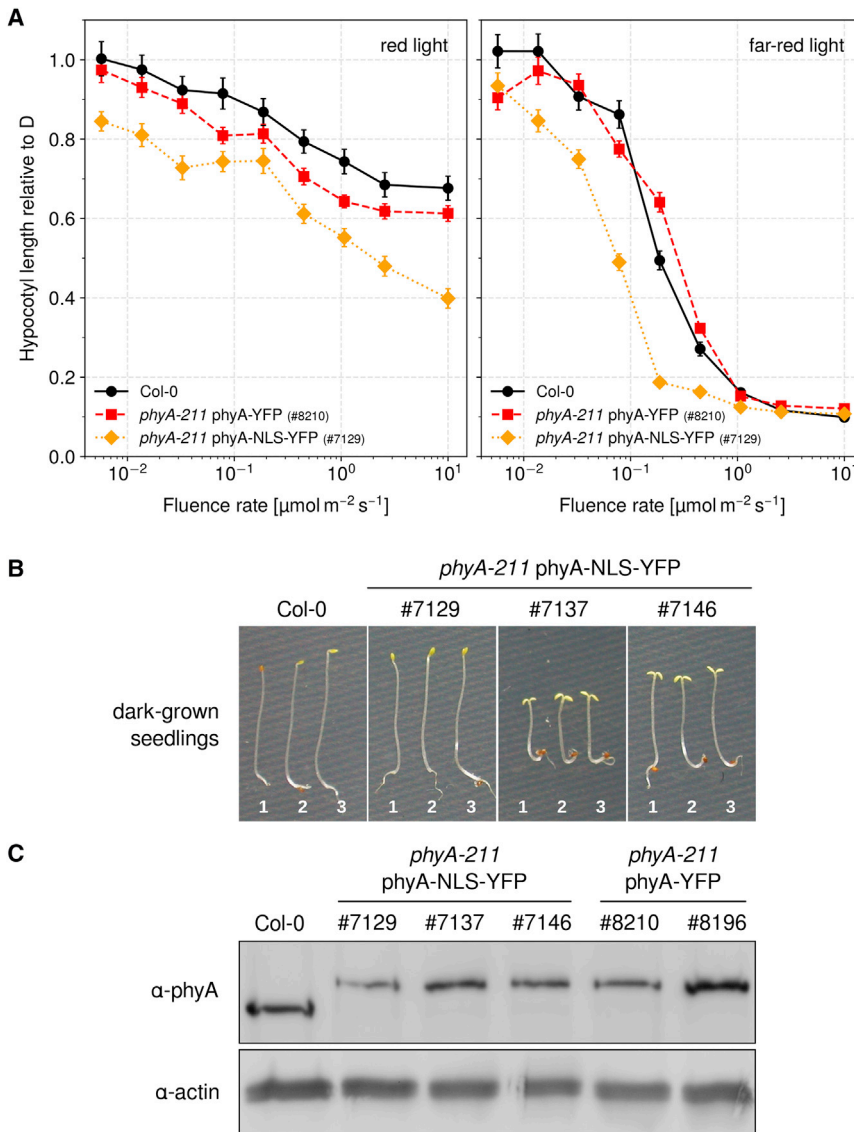 A
red light
far-red light
Hypocotyl length relative to D
1.0
0.8
0.6
0.4
0.2
0.0
Col-0
phyA-211 phyA-YFP (#8210)
phyA-211 phyA-NLS-YFP (#7129)
Col-0
phyA-211 phyA-YFP (#8210)
phyA-211 phyA-NLS-YFP (#7129)
10⁻² 10⁻¹ 10⁰ 10¹
10⁻² 10⁻¹ 10⁰ 10¹
Fluence rate [µmol m⁻² s⁻¹]
Fluence rate [µmol m⁻² s⁻¹]
B
phyA-211 phyA-NLS-YFP
Col-0 #7129 #7137 #7146
dark-grown
seedlings
1 2 3 1 2 3 1 2 3 1 2 3
C
phyA-211
phyA-NLS-YFP
phyA-211
phyA-YFP
Col-0 #7129 #7137 #7146 #8210 #8196
α-phyA
α-actin